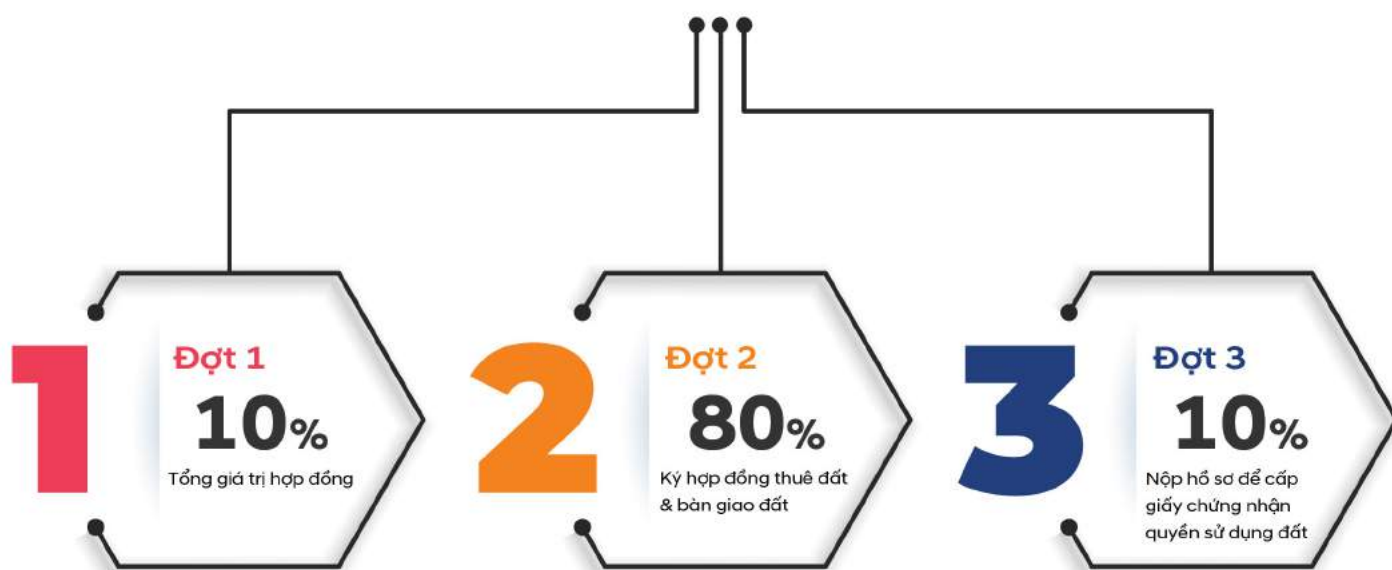 1
Đợt 1
10%
Tổng giá trị hợp đồng
2
Đợt 2
80%
Ký hợp đồng thuê đất
& bàn giao đất
3
Đợt 3
10%
Nộp hồ sơ để cấp
giấy chứng nhận
quyền sử dụng đất